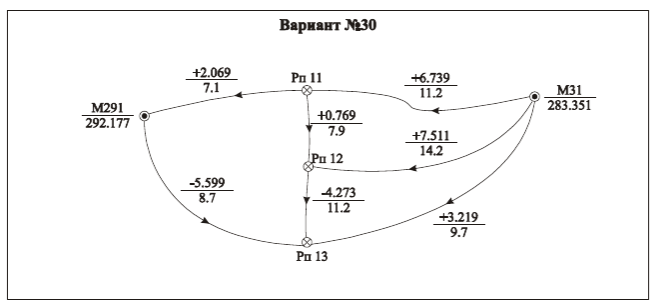 Вариант №30
+2.069
7.1
Рп 11
+6.739
11.2
М291
292.177
М31
283.351
+0.769
7.9
+7.511
14.2
Рп 12
-5.599
8.7
-4.273
11.2
+3.219
9.7
Рп 13